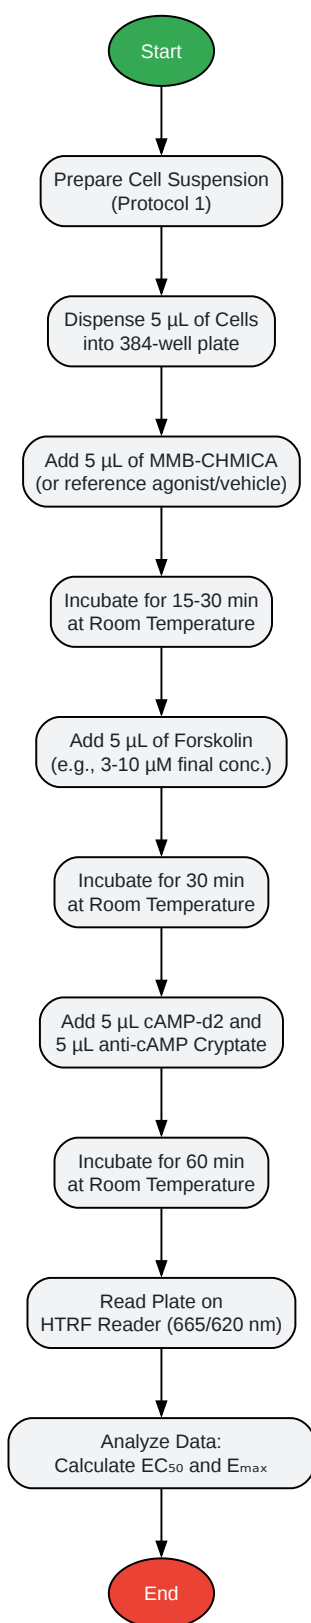 Start
Prepare Cell Suspension
(Protocol 1)
Dispense 5 µL of Cells
into 384-well plate
Add 5 µL of MMB-CHMICA
(or reference agonist/vehicle)
Incubate for 15-30 min
at Room Temperature
Add 5 µL of Forskolin
(e.g., 3-10 µM final conc.)
Incubate for 30 min
at Room Temperature
Add 5 µL cAMP-d2 and
5 µL anti-cAMP Cryptate
Incubate for 60 min
at Room Temperature
Read Plate on
HTRF Reader (665/620 nm)
Analyze Data:
Calculate EC₅₀ and Eₘₐₓ
End